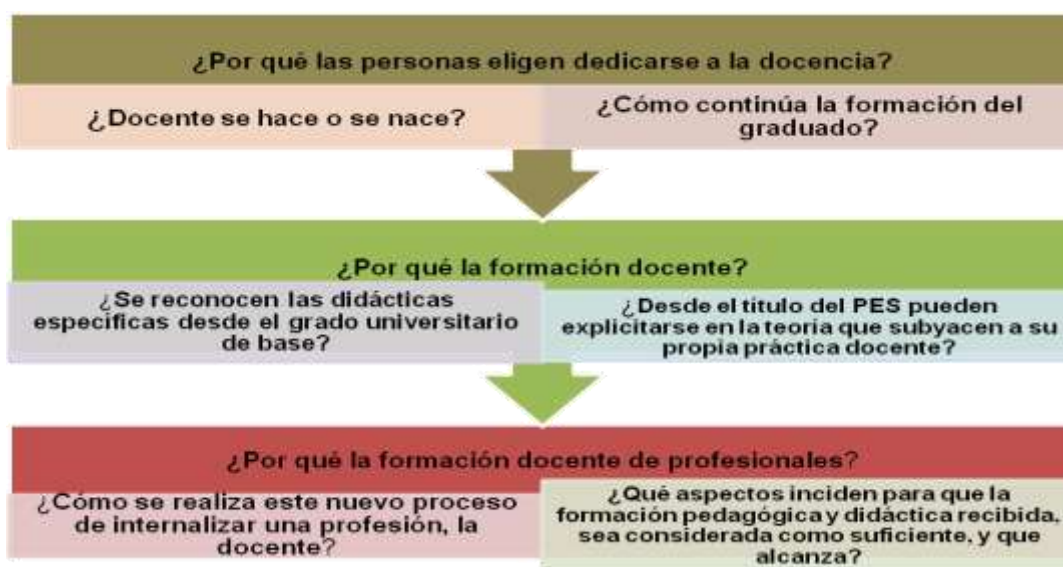 ¿Por qué las personas eligen dedicarse a la docencia?
¿Docente se hace o se nace?
¿Cómo continúa la formación del
graduado?
¿Por qué la formación docente?
¿Se reconocen las didácticas
específicas desde el grado universitario
de base?
¿Desde el título del PES pueden
explicitarse en la teoría que subyacen a su
propia práctica docente?
¿Por qué la formación docente de profesionales?
¿Cómo se realiza este nuevo proceso
de internalizar una profesión, la
docente?
¿Qué aspectos inciden para que la
formación pedagógica y didáctica recibida,
sea considerada como suficiente, y que
alcanza?